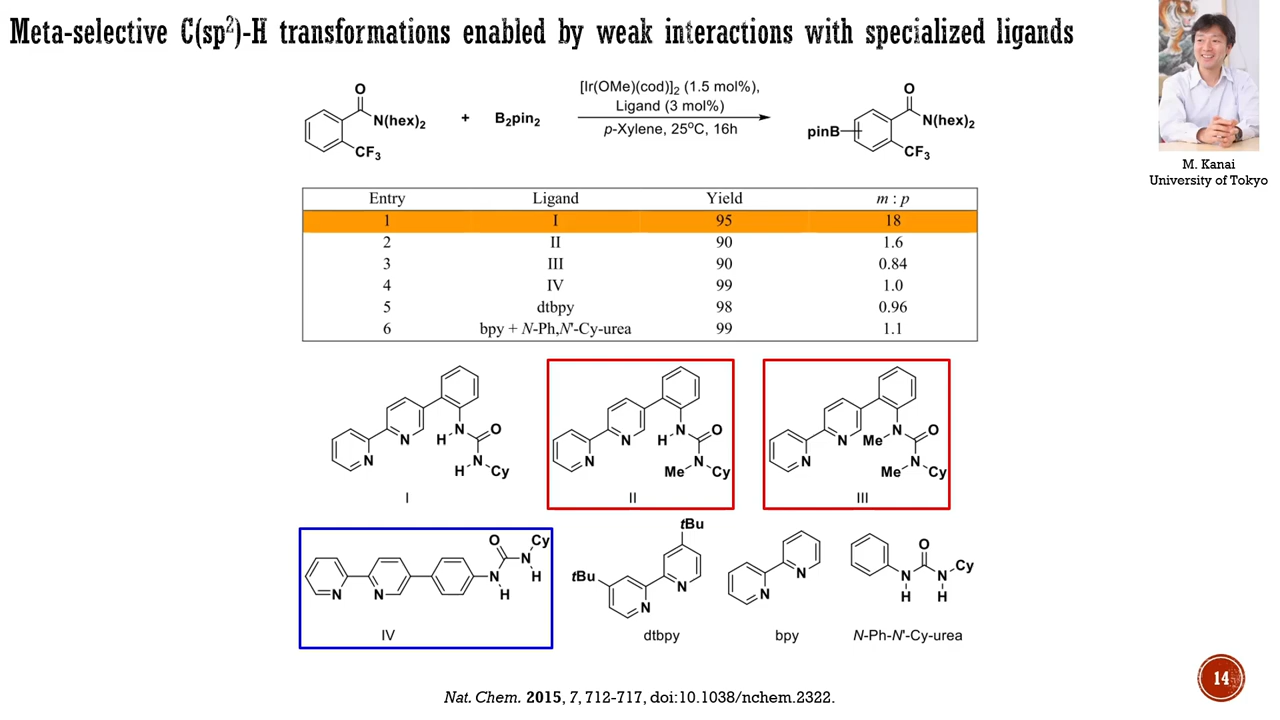 Meta-selective C(sp²)-H transformations enabled by weak interactions with specialized ligands
O
N(hex)₂
CF₃
+
B₂pin₂
[Ir(OMe)(cod)]₂ (1.5 mol%),
Ligand (3 mol%)
p-Xylene, 25°C, 16h
O
N(hex)₂
pinB
CF₃
M. Kanai
University of Tokyo
Entry Ligand Yield m : p
1 I 95 18
2 II 90 1.6
3 III 90 0.84
4 IV 99 1.0
5 dtbpy 98 0.96
6 bpy + N-Ph,N'-Cy-urea 99 1.1
N
N
H
N
O
H
N
Cy
I
N
N
H
N
O
Me
N
Cy
II
N
N
Me
N
O
Me
N
Cy
III
N
N
N
H
O
N
H
Cy
IV
tBu
tBu
N
N
dtbpy
N
N
bpy
O
N
H
N
H
Cy
N-Ph-N'-Cy-urea
Nat. Chem. 2015, 7, 712-717, doi:10.1038/nchem.2322.
14